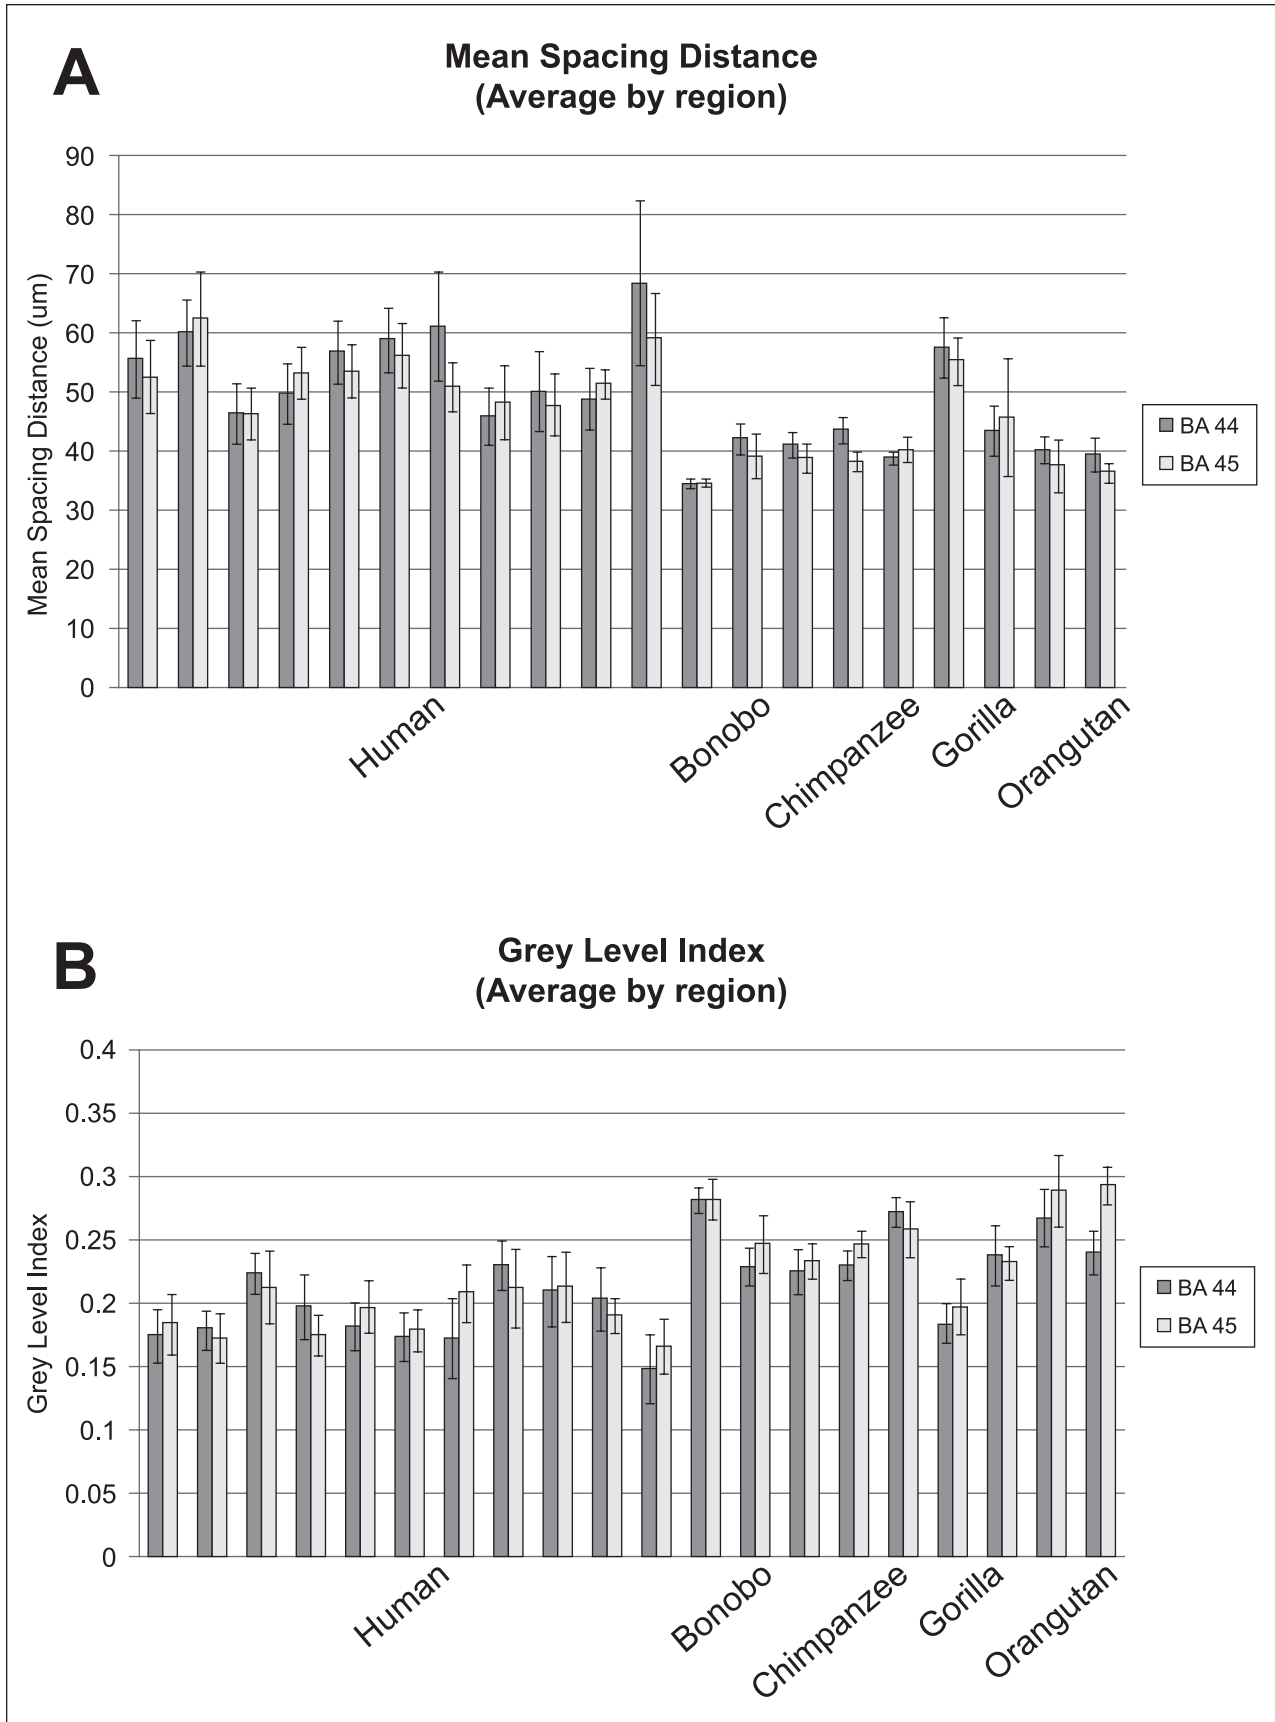 A
Mean Spacing Distance
(Average by region)
Mean Spacing Distance (um)
90
80
70
60
50
40
30
20
10
0
BA 44
BA 45
Human
Bonobo
Chimpanzee
Gorilla
Orangutan
B
Grey Level Index
(Average by region)
Grey Level Index
0.4
0.35
0.3
0.25
0.2
0.15
0.1
0.05
0
BA 44
BA 45
Human
Bonobo
Chimpanzee
Gorilla
Orangutan